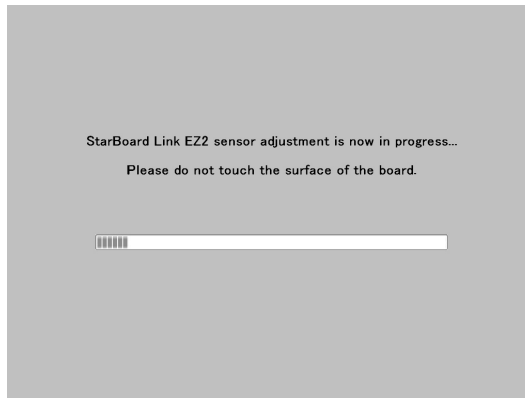 StarBoard Link EZ2 sensor adjustment is now in progress...
Please do not touch the surface of the board.